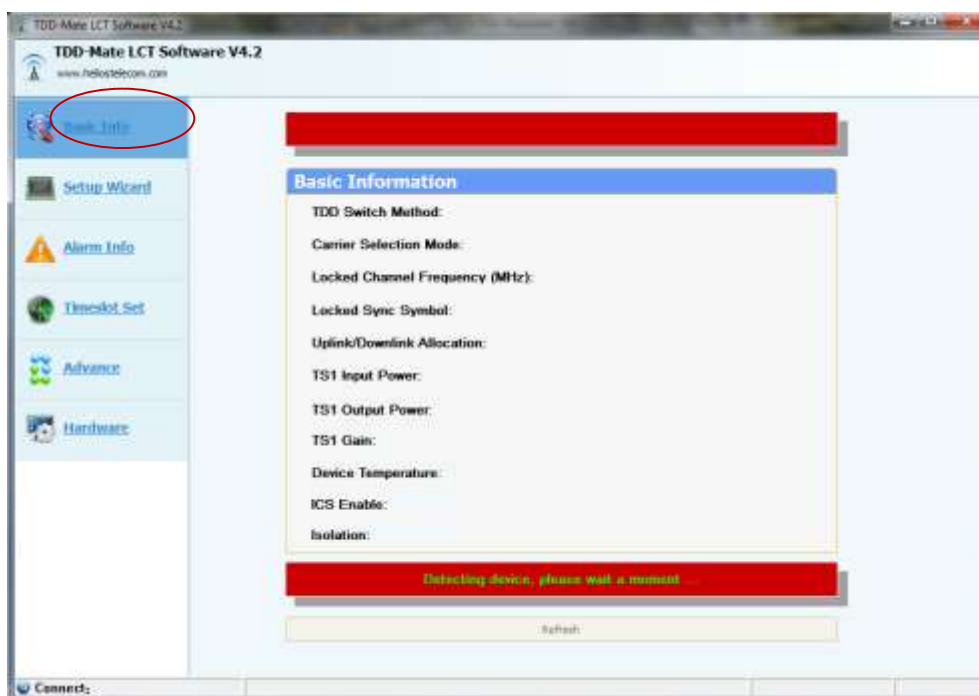 TDD-Mate LCT Software V4.2
TDD-Mate LCT Software V4.2
www.heliostelecom.com
Basic Info
Setup Wizard
Alarm Info
Timeslot Set
Advance
Hardware
Basic Information
TDD Switch Method:
Carrier Selection Mode:
Locked Channel Frequency (MHz):
Locked Sync Symbol:
Uplink/Downlink Allocation:
TS1 Input Power:
TS1 Output Power:
TS1 Gain:
Device Temperature:
ICS Enable:
Isolation:
Detecting device, please wait a moment ...
Refresh
Connect: